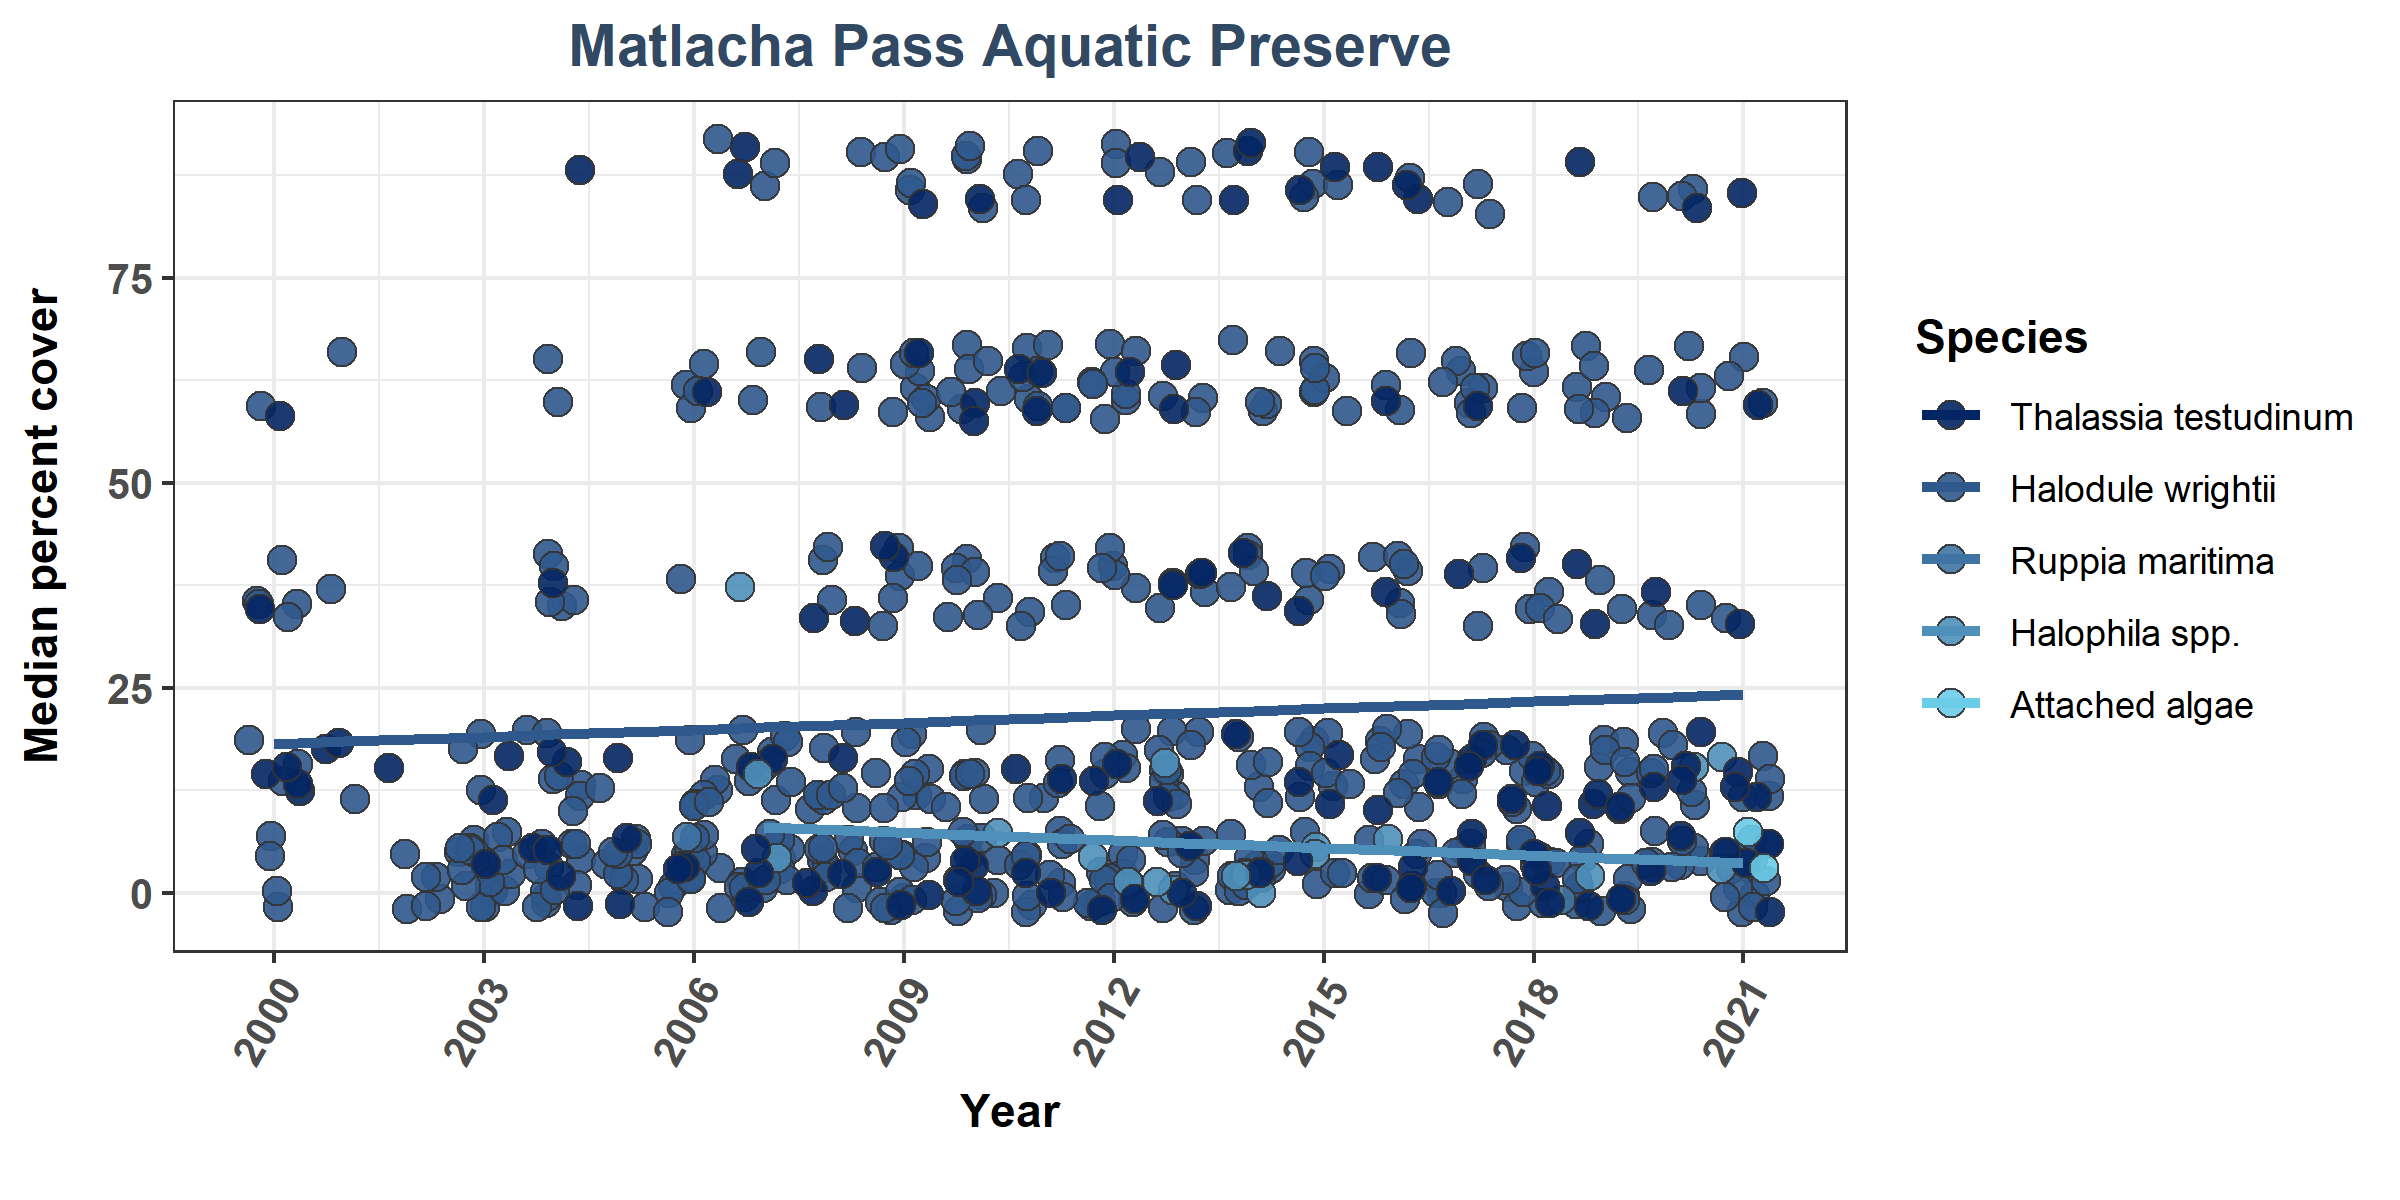 Matlacha Pass Aquatic Preserve
Median percent cover
75
50
25
0
2000
2003
2006
2009
2012
2015
2018
2021
Year
Species
Thalassia testudinum
Halodule wrightii
Ruppia maritima
Halophila spp.
Attached algae